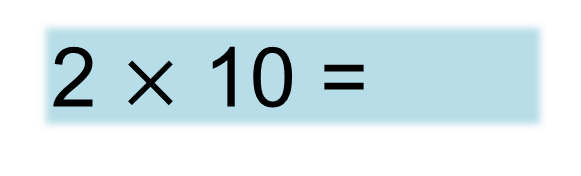 2 × 10 =